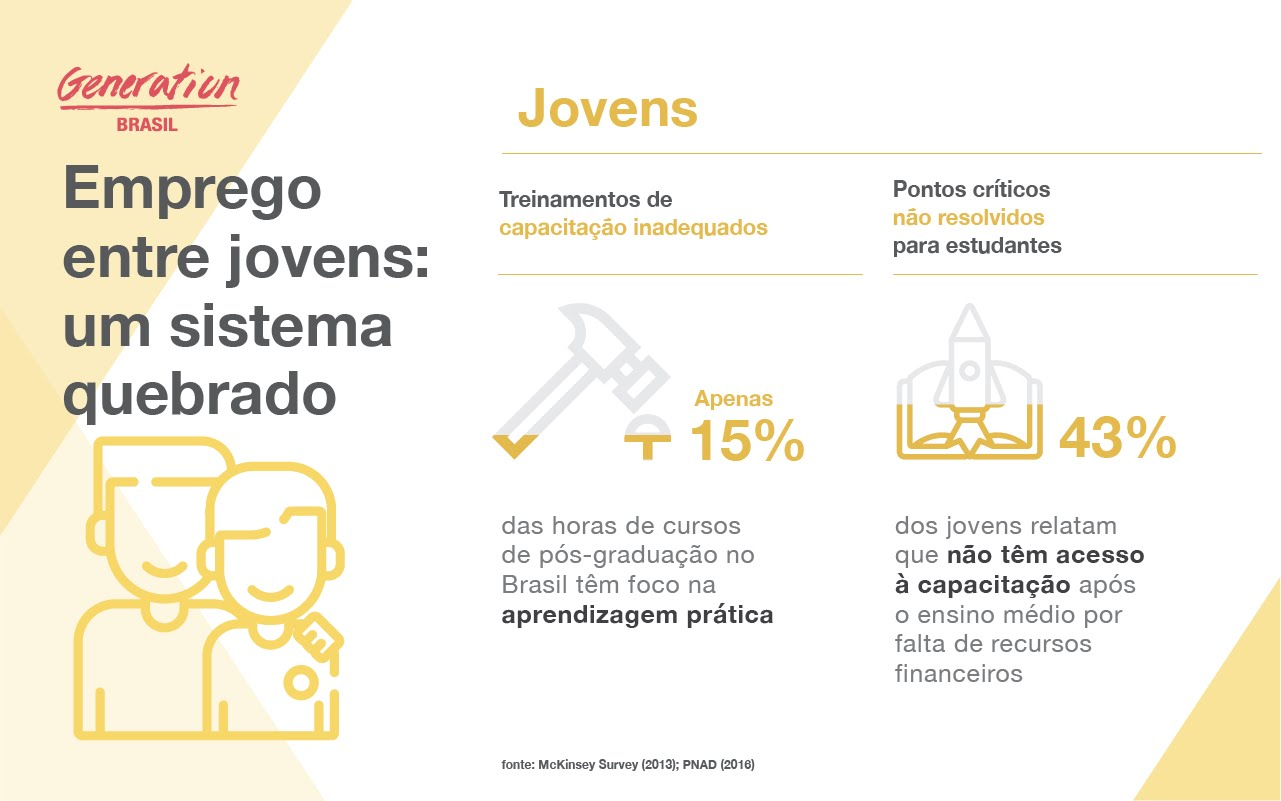 Generation
BRASIL
Emprego
entre jovens:
um sistema
quebrado
Jovens
Treinamentos de
capacitação inadequados
Apenas
15%
das horas de cursos
de pós-graduação no
Brasil têm foco na
aprendizagem prática
Pontos críticos
não resolvidos
para estudantes
43%
dos jovens relatam
que não têm acesso
à capacitação após
o ensino médio por
falta de recursos
financeiros
fonte: McKinsey Survey (2013); PNAD (2016)